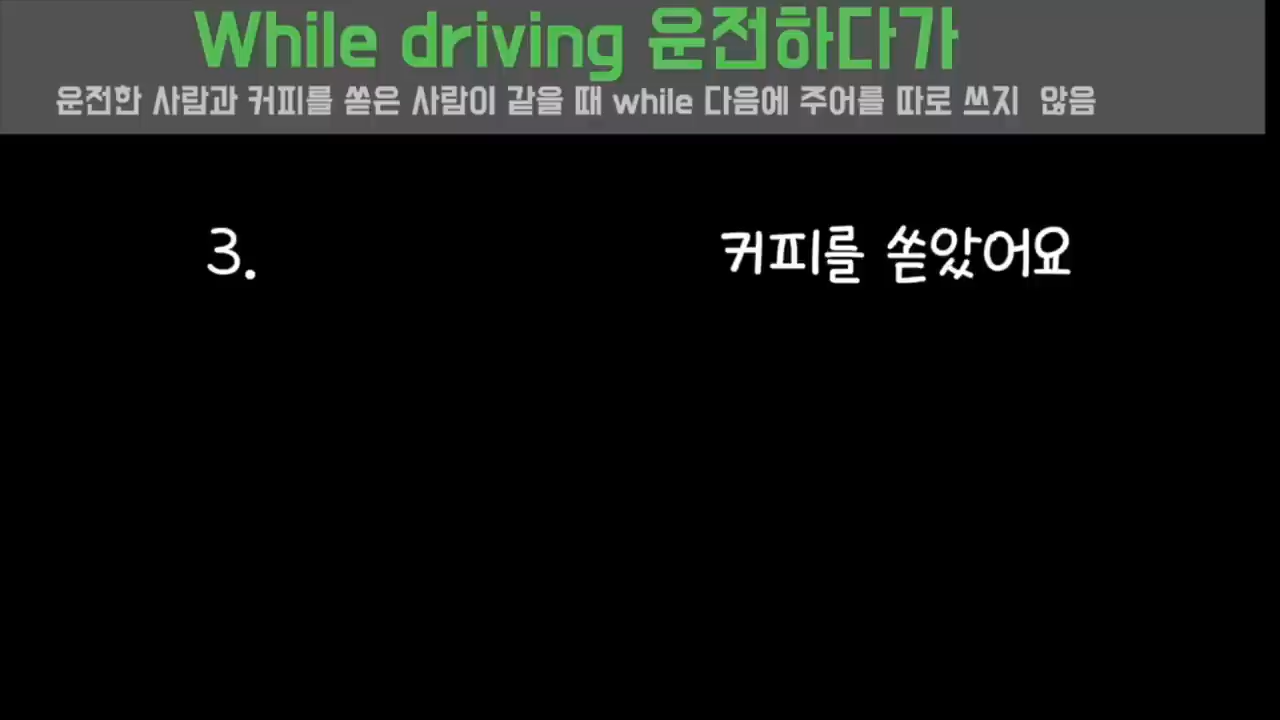 While driving 운전하다가
운전한 사람과 커피를 쏟은 사람이 같을 때 while 다음에 주어를 따로 쓰지 않음
3. 커피를 쏟았어요